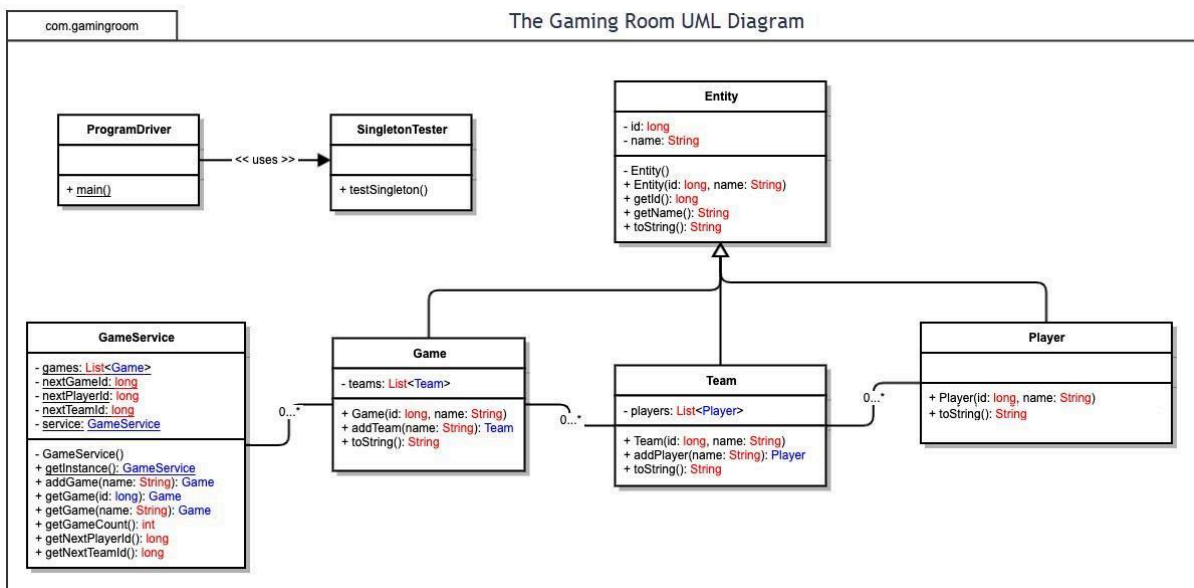 com.gamingroom
The Gaming Room UML Diagram
Entity
- id: long
- name: String
- Entity()
+ Entity(id: long, name: String)
+ getId(): long
+ getName(): String
+ toString(): String
ProgramDriver
+ main()
<< uses >>
SingletonTester
+ testSingleton()
GameService
- games: List<Game>
- nextGameId: long
- nextPlayerId: long
- nextTeamId: long
- service: GameService
- GameService()
+ getInstance(): GameService
+ addGame(name: String): Game
+ getGame(id: long): Game
+ getGame(name: String): Game
+ getGameCount(): int
+ getNextPlayerId(): long
+ getNextTeamId(): long
0...*
Game
- teams: List<Team>
+ Game(id: long, name: String)
+ addTeam(name: String): Team
+ toString(): String
0...*
Team
- players: List<Player>
+ Team(id: long, name: String)
+ addPlayer(name: String): Player
+ toString(): String
0...*
Player
+ Player(id: long, name: String)
+ toString(): String